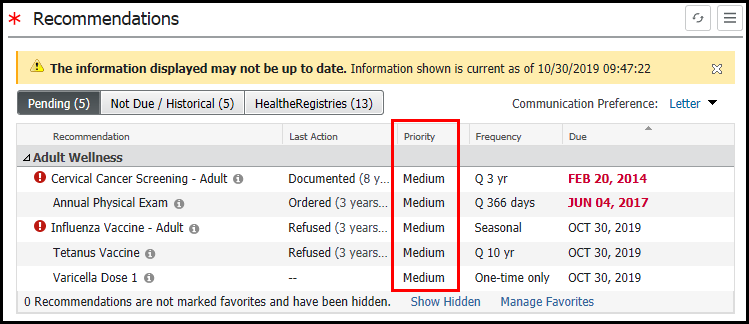 Recommendations
The information displayed may not be up to date. Information shown is current as of 10/30/2019 09:47:22
Pending (5) Not Due / Historical (5) HealtheRegistries (13) Communication Preference: Letter
Recommendation Last Action Priority Frequency Due
Adult Wellness
Cervical Cancer Screening - Adult Documented (8 y... Medium Q 3 yr FEB 20, 2014
Annual Physical Exam Ordered (3 years... Medium Q 366 days JUN 04, 2017
Influenza Vaccine - Adult Refused (3 years... Medium Seasonal OCT 30, 2019
Tetanus Vaccine Refused (3 years... Medium Q 10 yr OCT 30, 2019
Varicella Dose 1 -- Medium One-time only OCT 30, 2019
0 Recommendations are not marked favorites and have been hidden. Show Hidden Manage Favorites